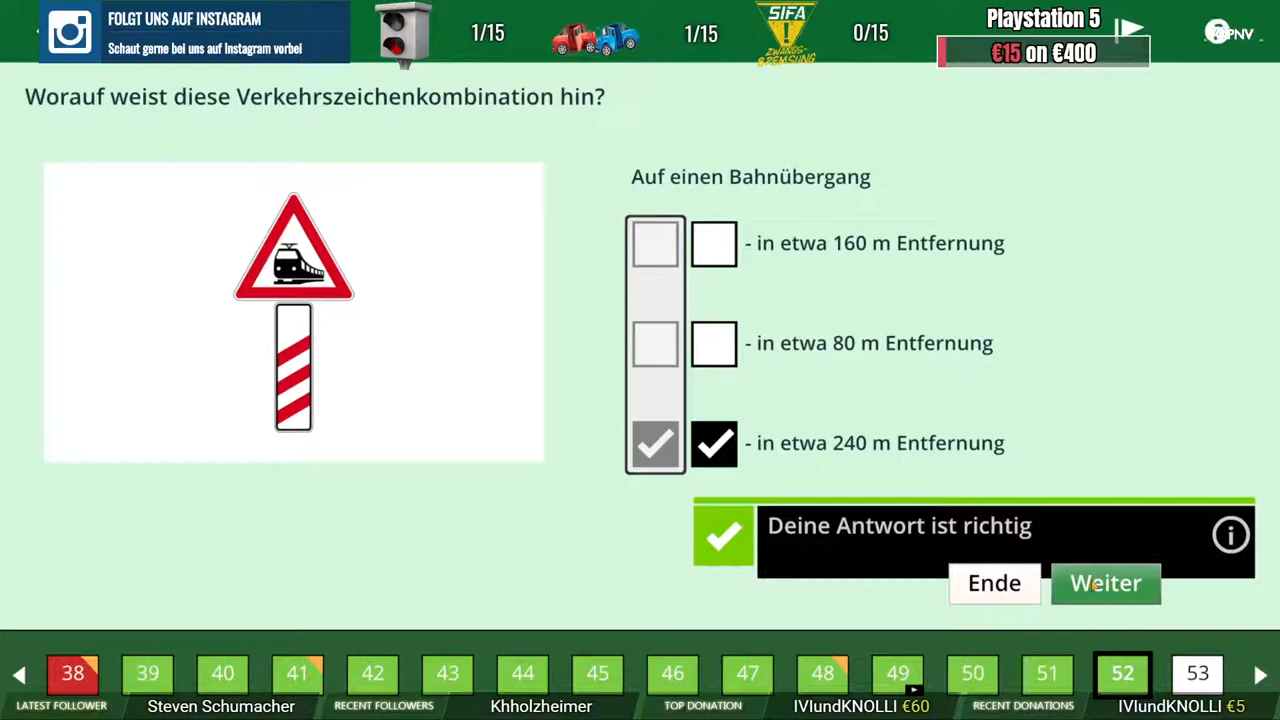 FOLGT UNS AUF INSTAGRAM
Schaut gerne bei uns auf Instagram vorbei
1/15
1/15
SIFA
ZWANGS-
BREMSUNG
0/15
Playstation 5
€15 on €400
PNV
Worauf weist diese Verkehrszeichenkombination hin?
Auf einen Bahnübergang
- in etwa 160 m Entfernung
- in etwa 80 m Entfernung
- in etwa 240 m Entfernung
Deine Antwort ist richtig
Ende
Weiter
38 39 40 41 42 43 44 45 46 47 48 49 50 51 52 53
LATEST FOLLOWER Steven Schumacher RECENT FOLLOWERS Khholzheimer TOP DONATION IVIundKNOLLI €60 RECENT DONATIONS IVIundKNOLLI €5